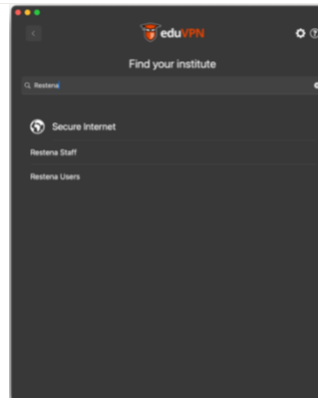 eduVPN
Find your institute
Restena
Secure Internet
Restena Staff
Restena Users